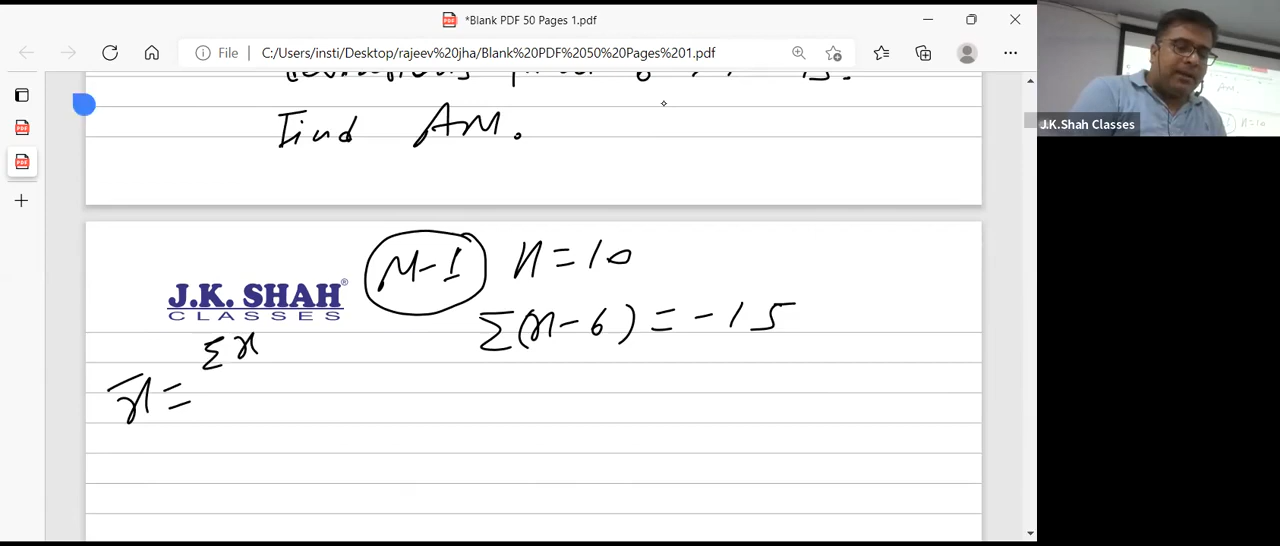 *Blank PDF 50 Pages 1.pdf
File C:/Users/insti/Desktop/rajeev%20jha/Blank%20PDF%2050%20Pages%201.pdf
Find AM.
M-I n=10
J.K. SHAH®
CLASSES
Σ(x-6) = -15
Σx
x̄ =
J.K.Shah Classes